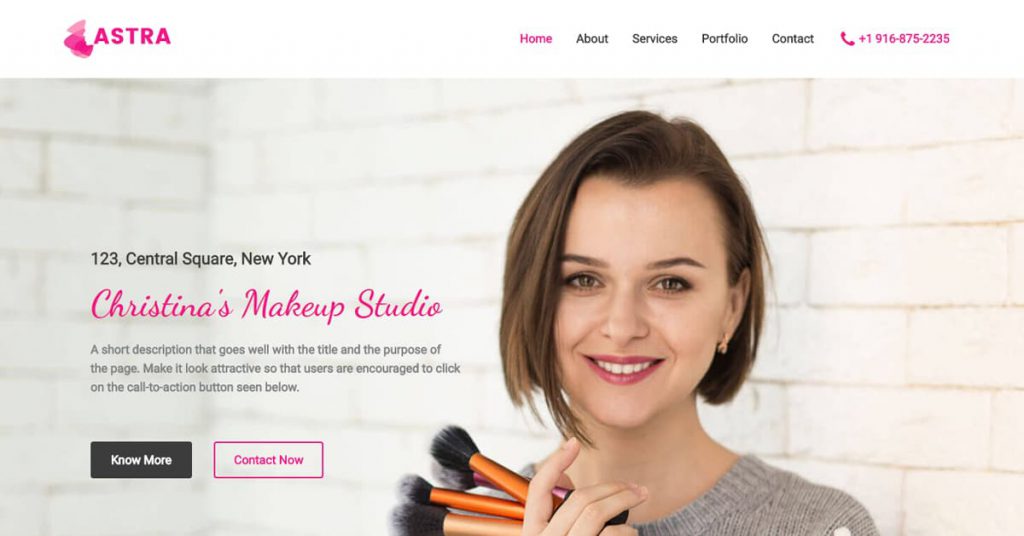 ASTRA
Home About Services Portfolio Contact +1 916-875-2235
123, Central Square, New York
Christina's Makeup Studio
A short description that goes well with the title and the purpose of
the page. Make it look attractive so that users are encouraged to click
on the call-to-action button seen below.
Know More Contact Now